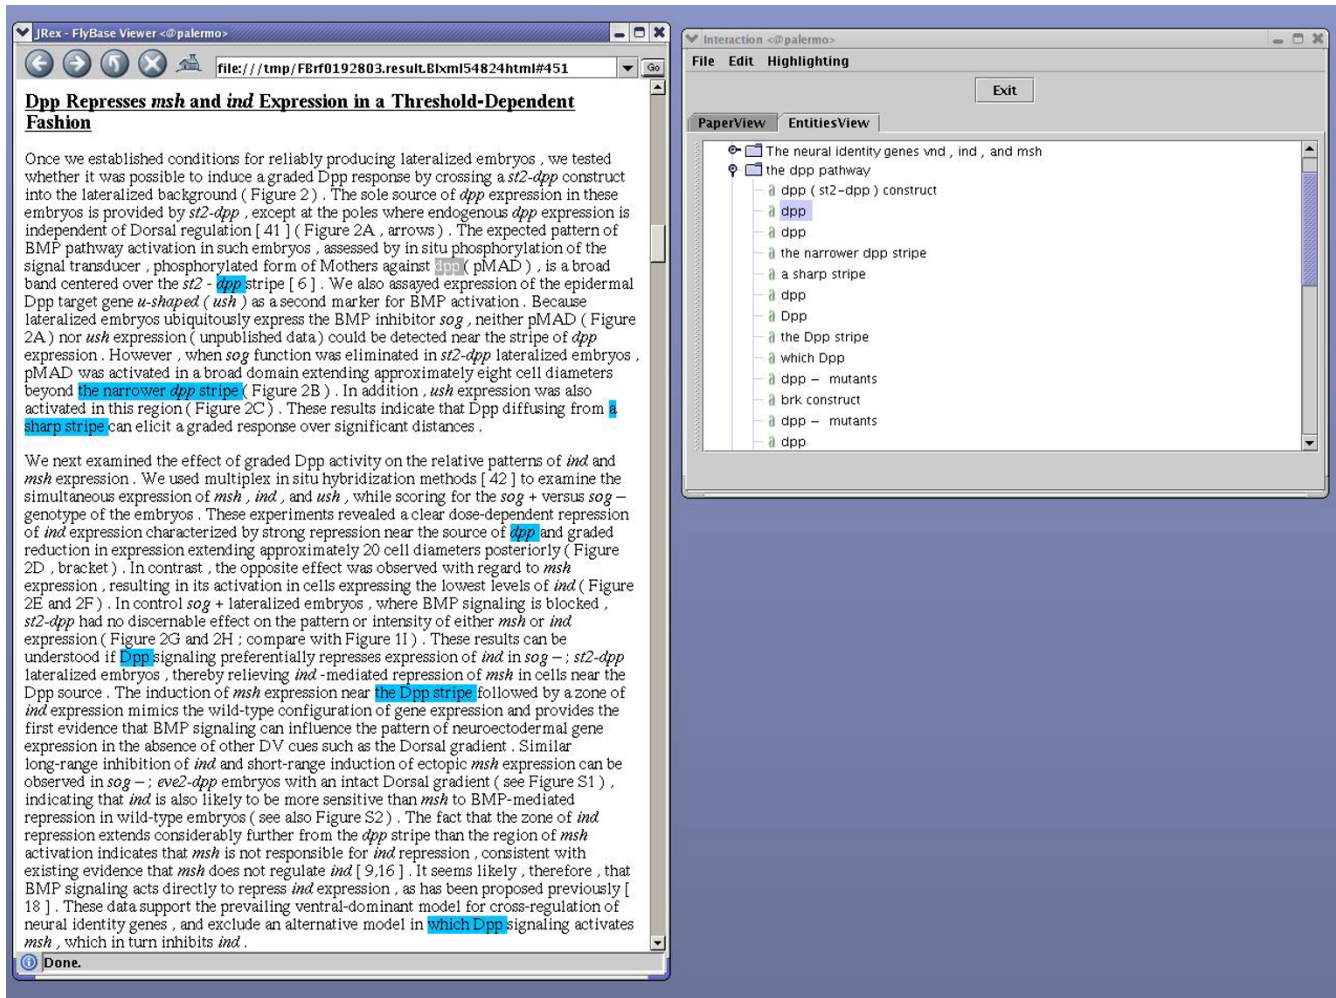 JRex - FlyBase Viewer <@palermo>
file:///tmp/FBrf0192803.result.Blxml54824html#451
Go
Dpp Represses msh and ind Expression in a Threshold-Dependent
Fashion
Once we established conditions for reliably producing lateralized embryos , we tested
whether it was possible to induce a graded Dpp response by crossing a st2-dpp construct
into the lateralized background ( Figure 2 ) . The sole source of dpp expression in these
embryos is provided by st2-dpp , except at the poles where endogenous dpp expression is
independent of Dorsal regulation [ 41 ] ( Figure 2A , arrows ) . The expected pattern of
BMP pathway activation in such embryos , assessed by in situ phosphorylation of the
signal transducer , phosphorylated form of Mothers against dpp ( pMAD ) , is a broad
band centered over the st2 - dpp stripe [ 6 ] . We also assayed expression of the epidermal
Dpp target gene u-shaped ( ush ) as a second marker for BMP activation . Because
lateralized embryos ubiquitously express the BMP inhibitor sog , neither pMAD ( Figure
2A ) nor ush expression ( unpublished data ) could be detected near the stripe of dpp
expression . However , when sog function was eliminated in st2-dpp lateralized embryos ,
pMAD was activated in a broad domain extending approximately eight cell diameters
beyond the narrower dpp stripe ( Figure 2B ) . In addition , ush expression was also
activated in this region ( Figure 2C ) . These results indicate that Dpp diffusing from a
sharp stripe can elicit a graded response over significant distances .
We next examined the effect of graded Dpp activity on the relative patterns of ind and
msh expression . We used multiplex in situ hybridization methods [ 42 ] to examine the
simultaneous expression of msh , ind , and ush , while scoring for the sog + versus sog –
genotype of the embryos . These experiments revealed a clear dose-dependent repression
of ind expression characterized by strong repression near the source of dpp and graded
reduction in expression extending approximately 20 cell diameters posteriorly ( Figure
2D , bracket ) . In contrast , the opposite effect was observed with regard to msh
expression , resulting in its activation in cells expressing the lowest levels of ind ( Figure
2E and 2F ) . In control sog + lateralized embryos , where BMP signaling is blocked ,
st2-dpp had no discernable effect on the pattern or intensity of either msh or ind
expression ( Figure 2G and 2H ; compare with Figure 1I ) . These results can be
understood if Dpp signaling preferentially represses expression of ind in sog – ; st2-dpp
lateralized embryos , thereby relieving ind -mediated repression of msh in cells near the
Dpp source . The induction of msh expression near the Dpp stripe followed by a zone of
ind expression mimics the wild-type configuration of gene expression and provides the
first evidence that BMP signaling can influence the pattern of neuroectodermal gene
expression in the absence of other DV cues such as the Dorsal gradient . Similar
long-range inhibition of ind and short-range induction of ectopic msh expression can be
observed in sog – ; eve2-dpp embryos with an intact Dorsal gradient ( see Figure S1 ) ,
indicating that ind is also likely to be more sensitive than msh to BMP-mediated
repression in wild-type embryos ( see also Figure S2 ) . The fact that the zone of ind
repression extends considerably further from the dpp stripe than the region of msh
activation indicates that msh is not responsible for ind repression , consistent with
existing evidence that msh does not regulate ind [ 9,16 ] . It seems likely , therefore , that
BMP signaling acts directly to repress ind expression , as has been proposed previously [
18 ] . These data support the prevailing ventral-dominant model for cross-regulation of
neural identity genes , and exclude an alternative model in which Dpp signaling activates
msh , which in turn inhibits ind .
Done.
Interaction <@palermo>
File Edit Highlighting
Exit
PaperView EntitiesView
The neural identity genes vnd , ind , and msh
the dpp pathway
a dpp ( st2-dpp ) construct
a dpp
a dpp
a the narrower dpp stripe
a a sharp stripe
a dpp
a Dpp
a the Dpp stripe
a which Dpp
a dpp – mutants
a brk construct
a dpp – mutants
a dpp